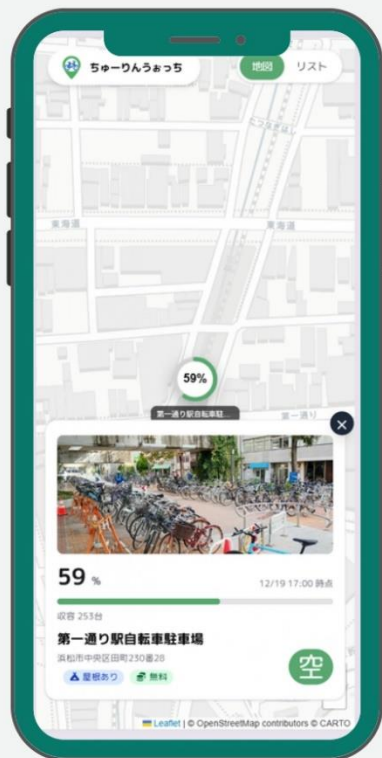 ちゅーりんうぉっち
地図 リスト
東海道
東海道
59%
第一通り駅自転車駐...
第一通り
59 %
12/19 17:00 時点
収容 253台
第一通り駅自転車駐車場
浜松市中央区田町230番28
屋根あり
無料
空
Leaflet | © OpenStreetMap contributors © CARTO